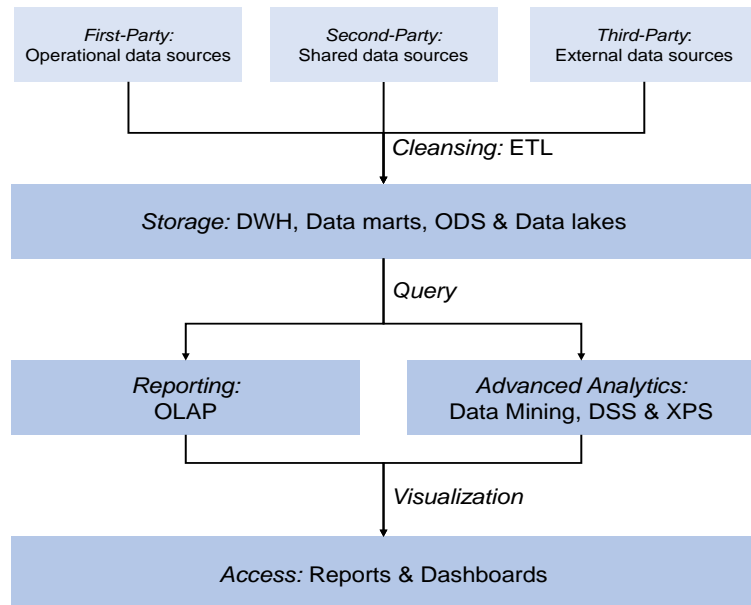 First-Party:
Operational data sources
Second-Party:
Shared data sources
Third-Party:
External data sources
Cleansing: ETL
Storage: DWH, Data marts, ODS & Data lakes
Query
Reporting:
OLAP
Advanced Analytics:
Data Mining, DSS & XPS
Visualization
Access: Reports & Dashboards